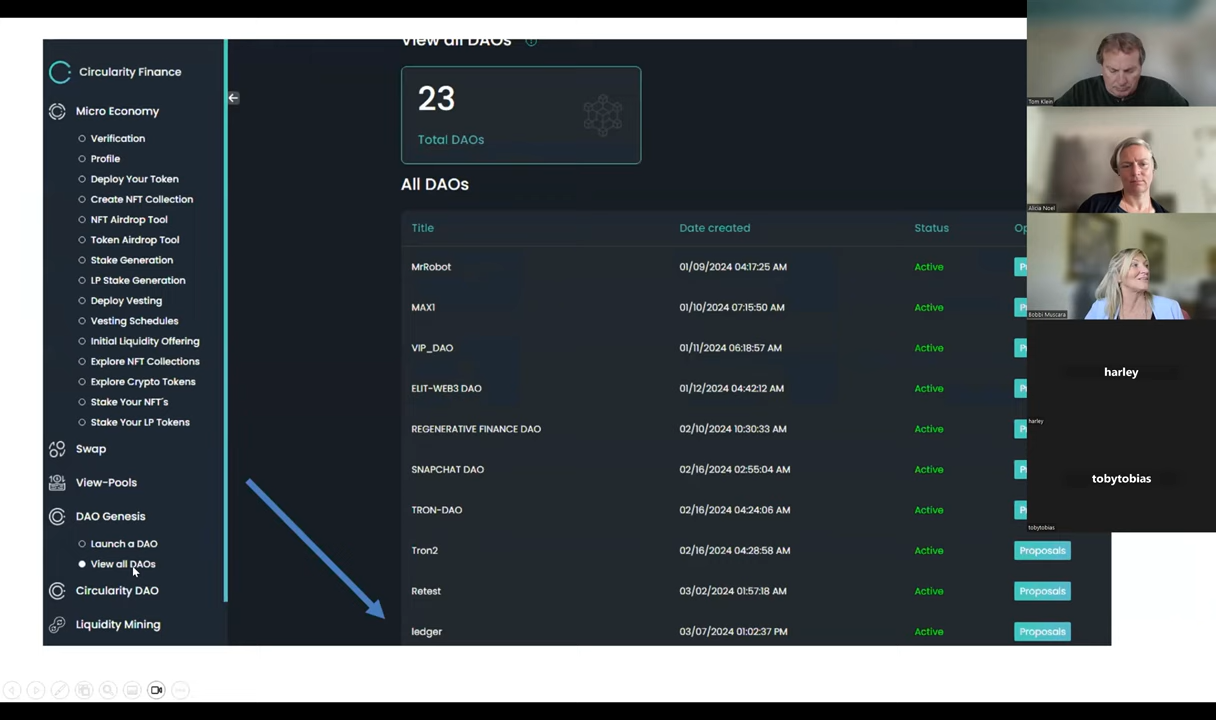 Circularity Finance
Micro Economy
Verification
Profile
Deploy Your Token
Create NFT Collection
NFT Airdrop Tool
Token Airdrop Tool
Stake Generation
LP Stake Generation
Deploy Vesting
Vesting Schedules
Initial Liquidity Offering
Explore NFT Collections
Explore Crypto Tokens
Stake Your NFT´s
Stake Your LP Tokens
Swap
View-Pools
DAO Genesis
Launch a DAO
View all DAOs
Circularity DAO
Liquidity Mining
View all DAOs
23
Total DAOs
All DAOs
Title Date created Status
MrRobot 01/09/2024 04:17:25 AM Active
MAX1 01/10/2024 07:15:50 AM Active
VIP_DAO 01/11/2024 06:18:57 AM Active
ELIT-WEB3 DAO 01/12/2024 04:42:12 AM Active
REGENERATIVE FINANCE DAO 02/10/2024 10:30:33 AM Active
SNAPCHAT DAO 02/16/2024 02:55:04 AM Active
TRON-DAO 02/16/2024 04:24:06 AM Active
Tron2 02/16/2024 04:28:58 AM Active Proposals
Retest 03/02/2024 01:57:18 AM Active Proposals
ledger 03/07/2024 01:02:37 PM Active Proposals
Tom Klein
Alicia Noel
Bobbi Muscara
harley
harley
tobytobias
tobytobias